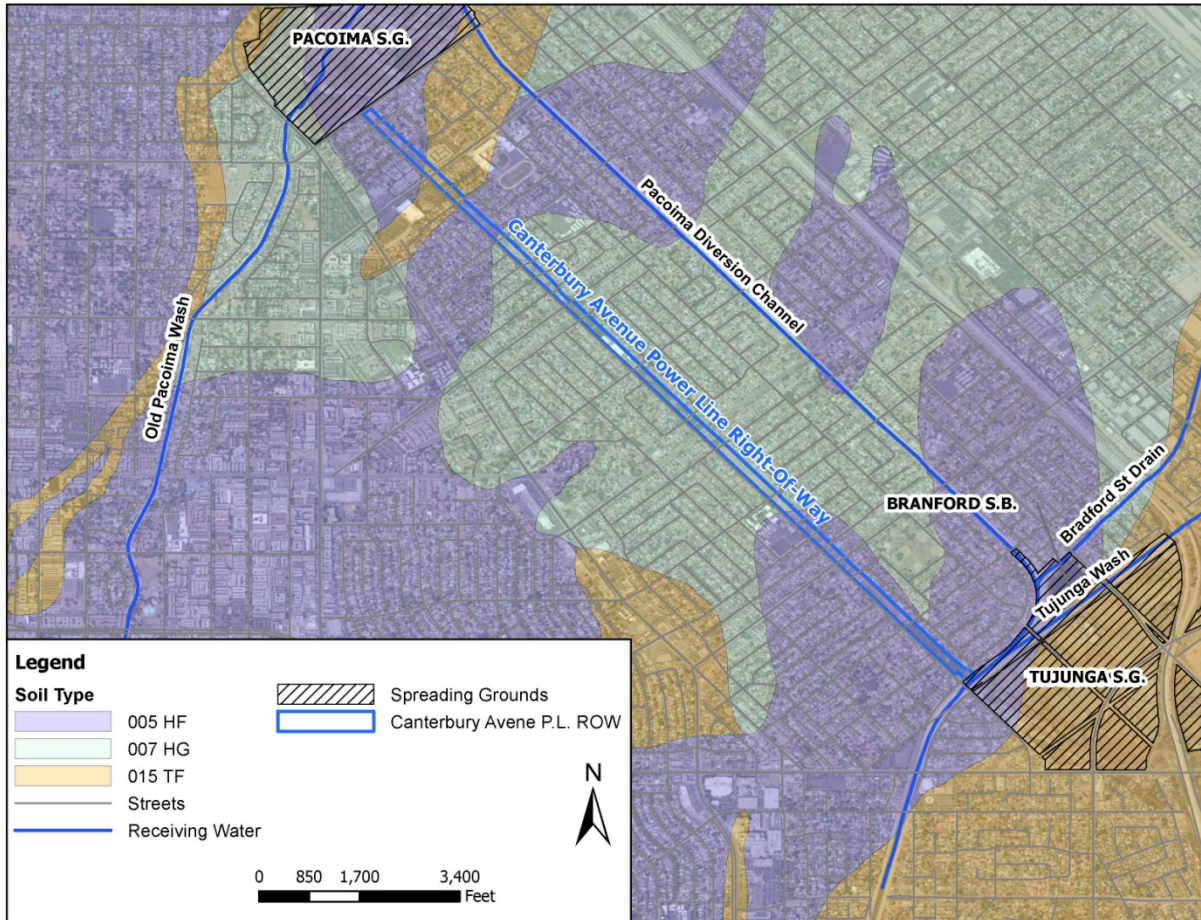 PACOIMA S.G.
Pacoima Diversion Channel
Canterbury Avenue Power Line Right-Of-Way
Old Pacoima Wash
BRANFORD S.B.
Bradford St Drain
Tujunga Wash
TUJUNGA S.G.
Legend
Soil Type
005 HF
007 HG
015 TF
Streets
Receiving Water
Spreading Grounds
Canterbury Avene P.L. ROW
N
0 850 1,700 3,400
Feet